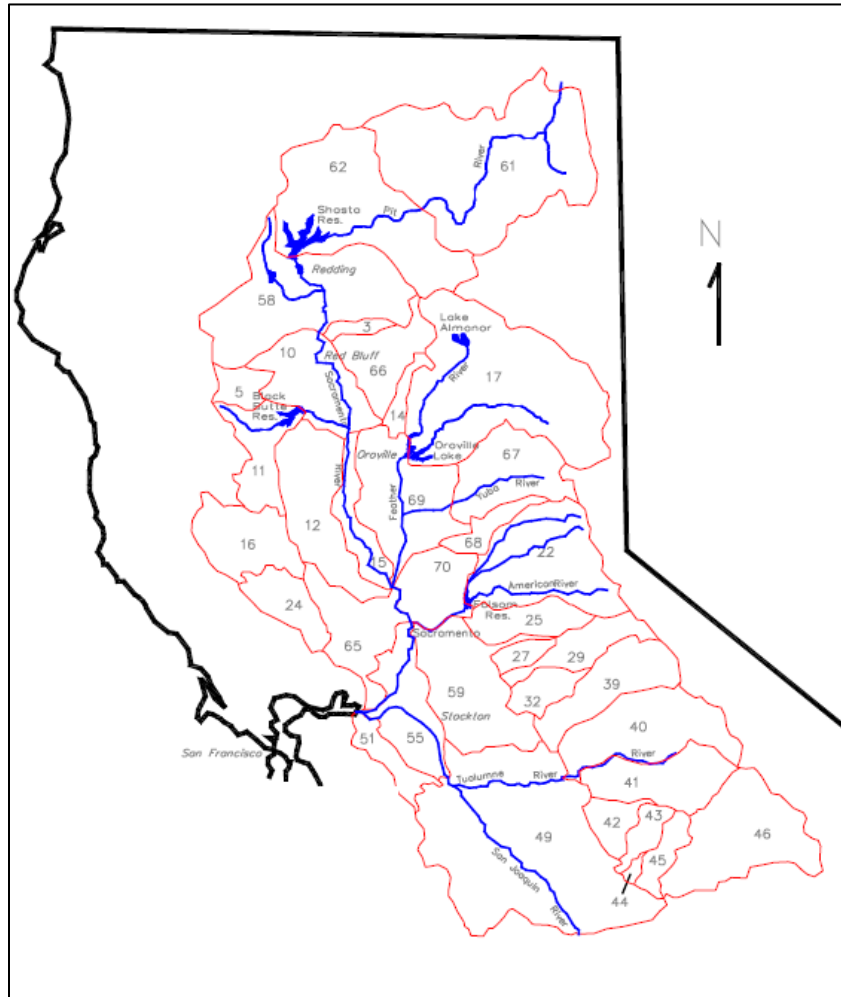 62
61
River
Pit
Shasta
Res.
N
Redding
58
3
Lake
Almanor
10
Red Bluff
66
River
17
5
Black
Butte
Res.
Sacramento
14
Oroville
Oroville
Lake
67
11
River
Feather
69
Yuba River
12
16
15
68
22
70
American River
24
Folsom
Res.
25
Sacramento
65
27
29
59
32
39
Stockton
40
51
55
San Francisco
River
Tuolumne River
41
49
42
43
46
45
San Joaquin
River
44